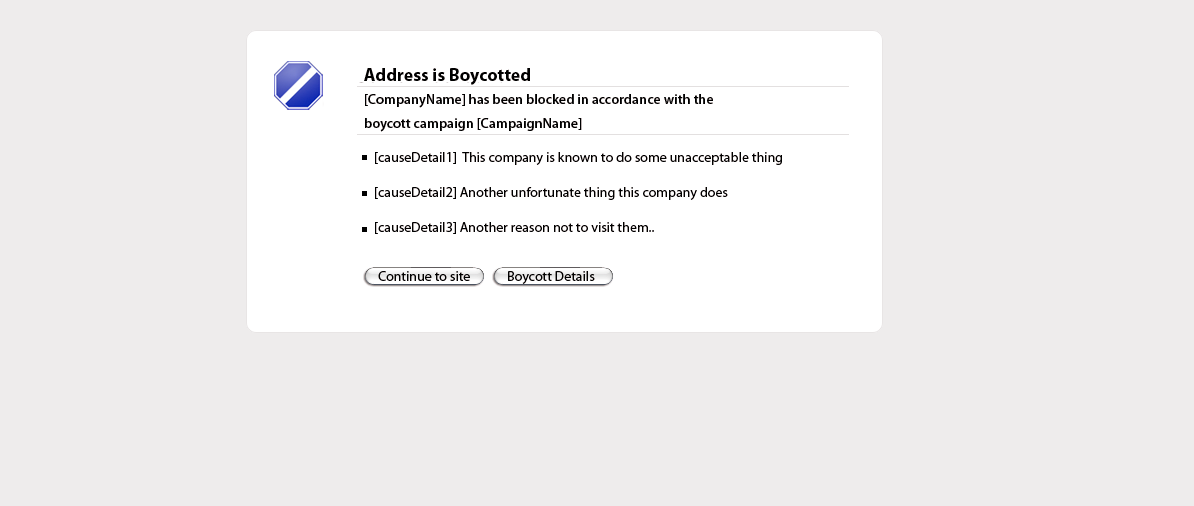 Address is Boycotted
[CompanyName] has been blocked in accordance with the
boycott campaign [CampaignName]
[causeDetail1] This company is known to do some unacceptable thing
[causeDetail2] Another unfortunate thing this company does
[causeDetail3] Another reason not to visit them..
Continue to site Boycott Details